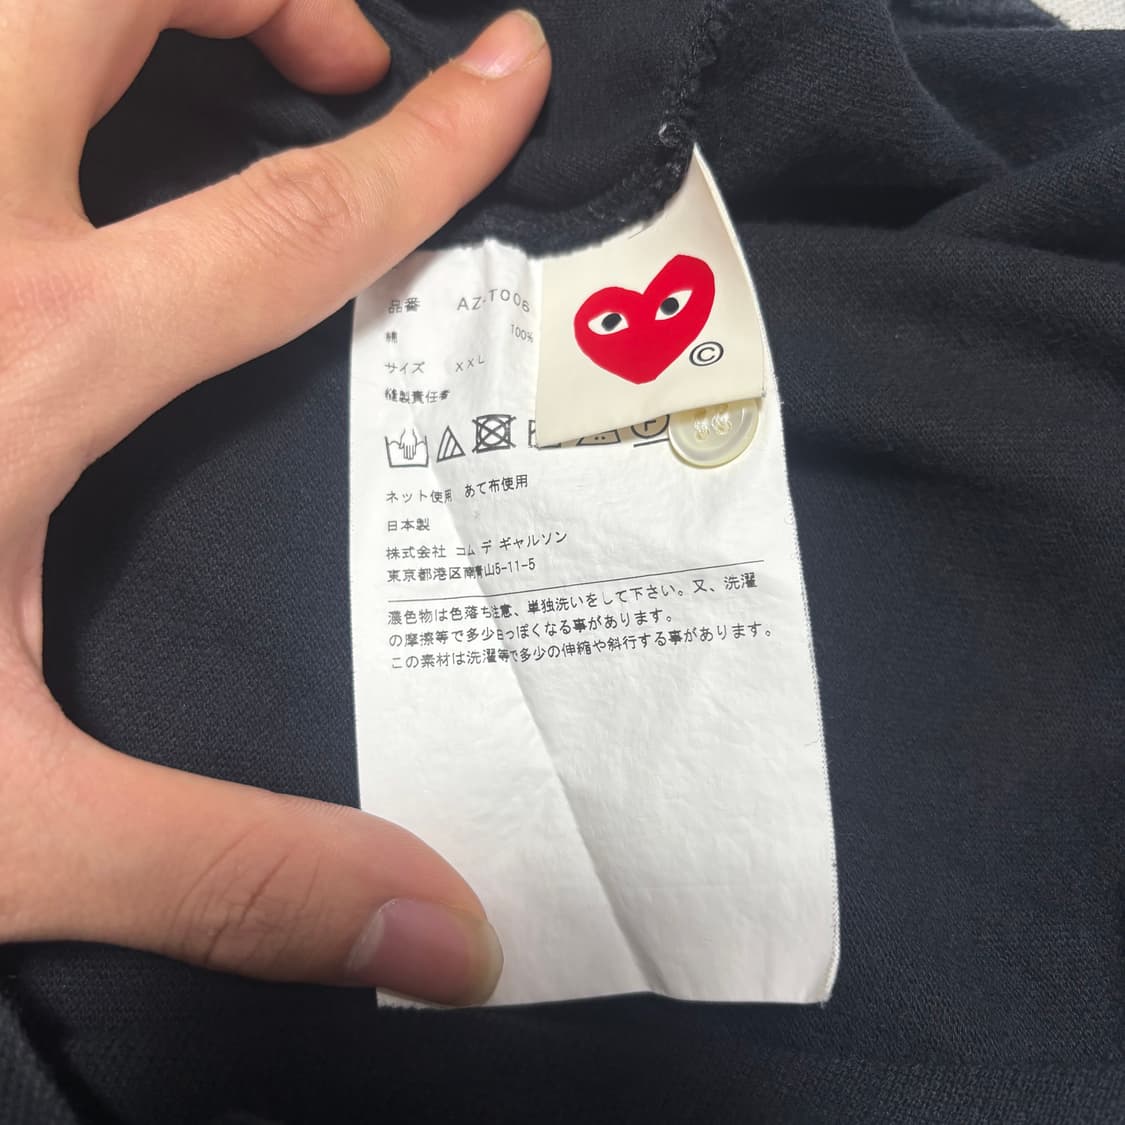 品番 AZ-T006
綿 100%
サイズ XXL
縫製責任者
ネット使用 あて布使用
日本製
株式会社 コム デ ギャルソン
東京都港区南青山5-11-5
濃色物は色落ち注意、単独洗いをして下さい。又、洗濯
の摩擦等で多少白っぽくなる事があります。
この素材は洗濯等で多少の伸縮や斜行する事があります。
©